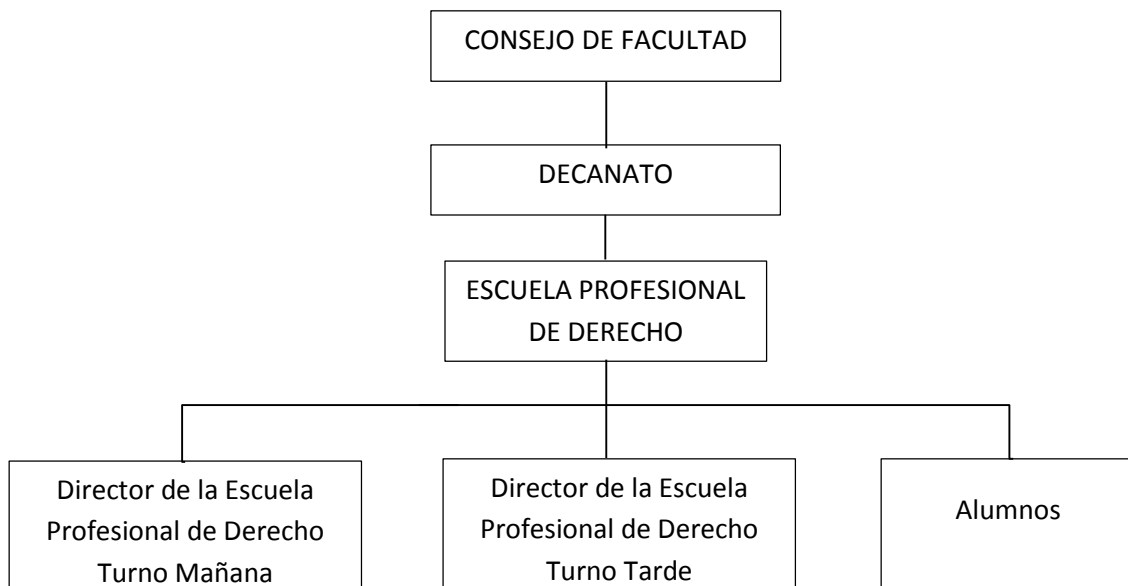 CONSEJO DE FACULTAD
DECANATO
ESCUELA PROFESIONAL
DE DERECHO
Director de la Escuela
Profesional de Derecho
Turno Mañana
Director de la Escuela
Profesional de Derecho
Turno Tarde
Alumnos